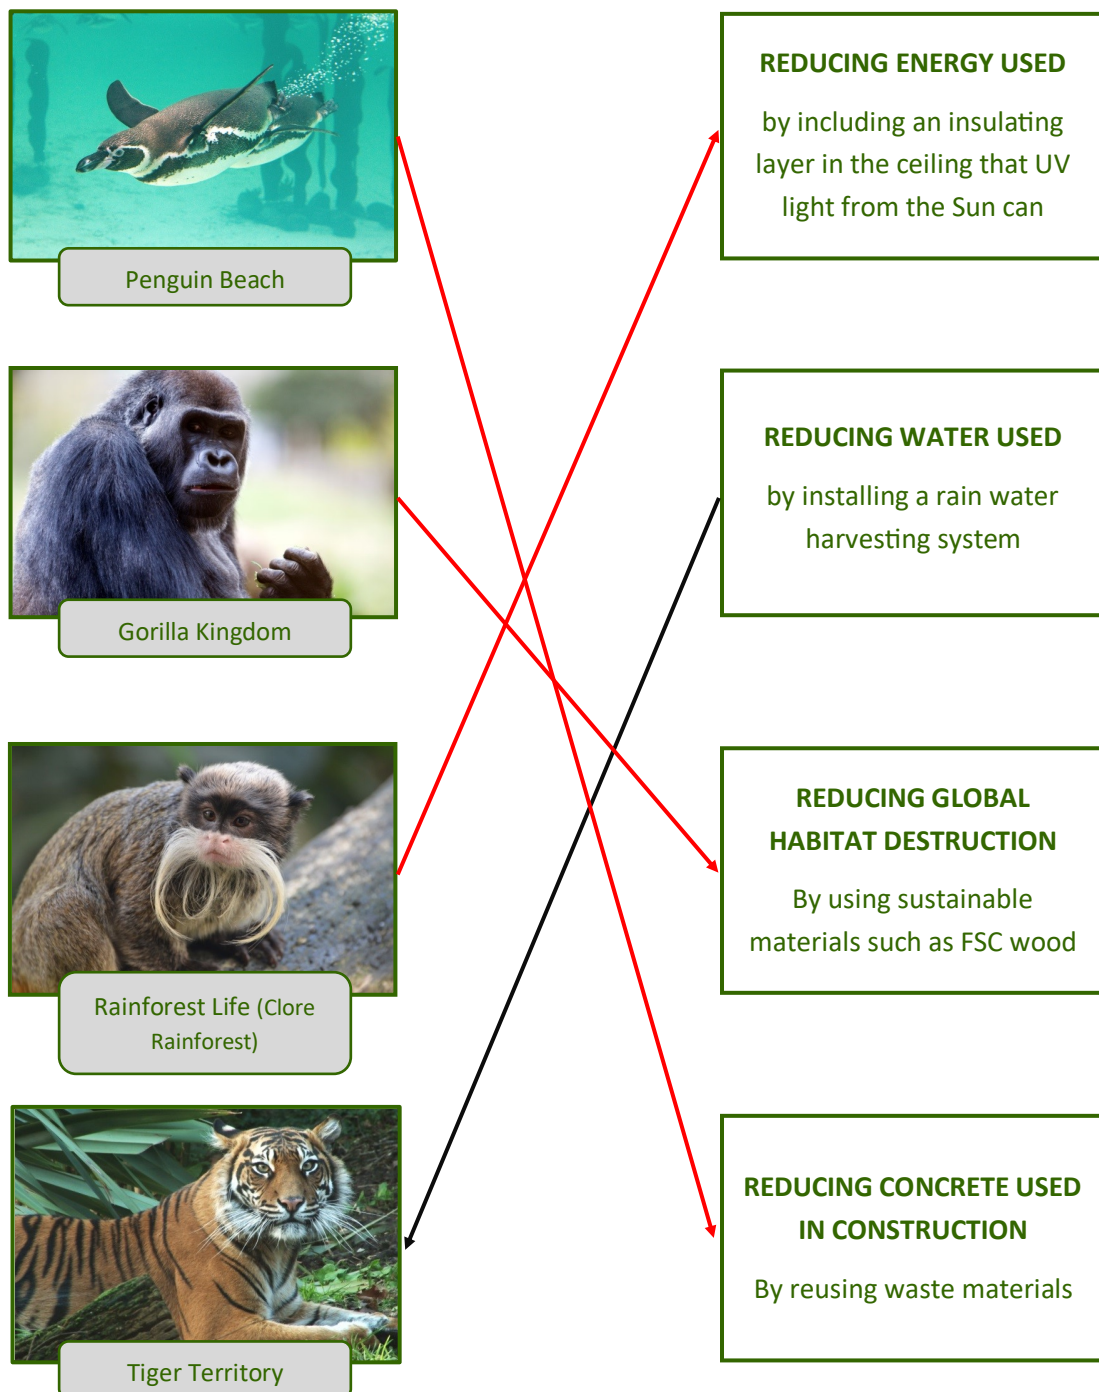 Penguin Beach
Gorilla Kingdom
Rainforest Life (Clore
Rainforest)
Tiger Territory
REDUCING ENERGY USED
by including an insulating
layer in the ceiling that UV
light from the Sun can
REDUCING WATER USED
by installing a rain water
harvesting system
REDUCING GLOBAL
HABITAT DESTRUCTION
By using sustainable
materials such as FSC wood
REDUCING CONCRETE USED
IN CONSTRUCTION
By reusing waste materials